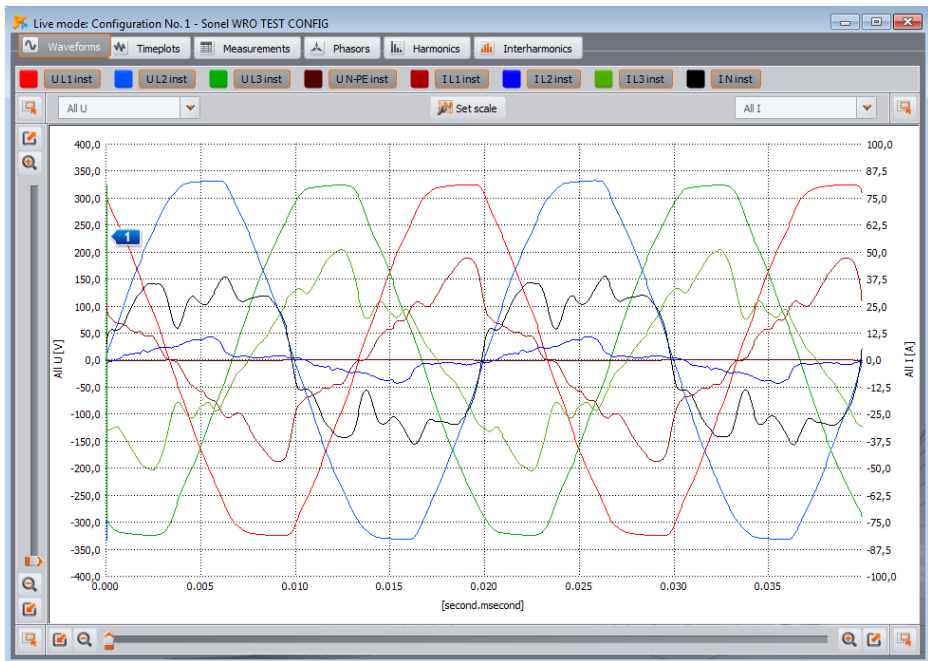 Live mode: Configuration No. 1 - Sonel WRO TEST CONFIG
Waveforms Timeplots Measurements Phasors Harmonics Interharmonics
U L1 inst U L2 inst U L3 inst U N-PE inst I L1 inst I L2 inst I L3 inst I N inst
All U Set scale All I
400,0 100,0
350,0 87,5
300,0 75,0
250,0 62,5
1
200,0 50,0
150,0 37,5
100,0 25,0
50,0 12,5
0,0 0,0
All U [V] All I [A]
-50,0 -12,5
-100,0 -25,0
-150,0 -37,5
-200,0 -50,0
-250,0 -62,5
-300,0 -75,0
-350,0 -87,5
-400,0 -100,0
0.000 0.005 0.010 0.015 0.020 0.025 0.030 0.035
[second.msecond]